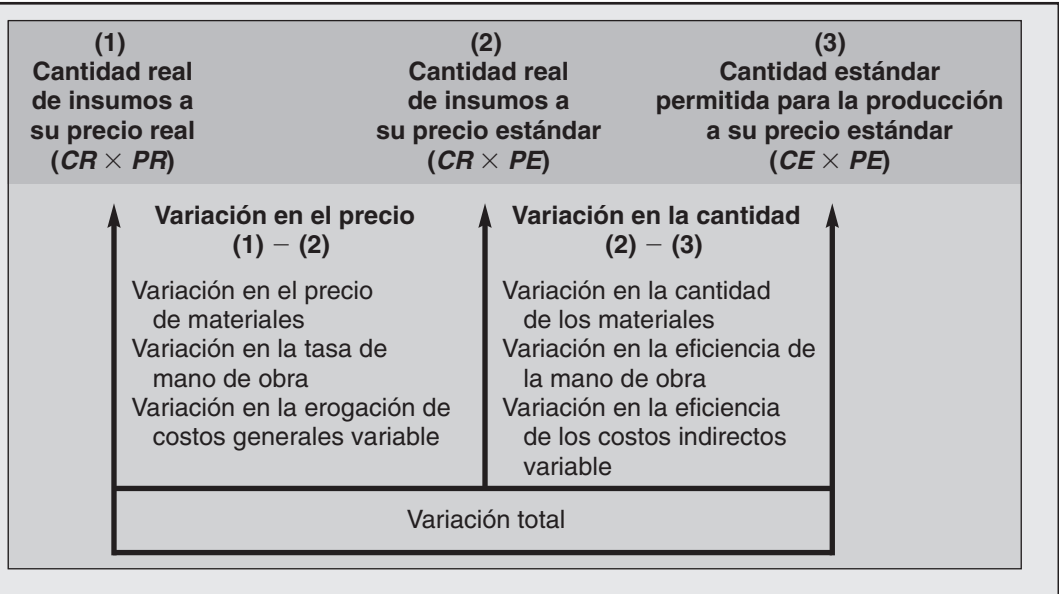 (1)
Cantidad real
de insumos a
su precio real
(CR × PR)
(2)
Cantidad real
de insumos a
su precio estándar
(CR × PE)
(3)
Cantidad estándar
permitida para la producción
a su precio estándar
(CE × PE)
Variación en el precio
(1) − (2)
Variación en el precio
de materiales
Variación en la tasa de
mano de obra
Variación en la erogación de
costos generales variable
Variación en la cantidad
(2) − (3)
Variación en la cantidad
de los materiales
Variación en la eficiencia de
la mano de obra
Variación en la eficiencia
de los costos indirectos
variable
Variación total